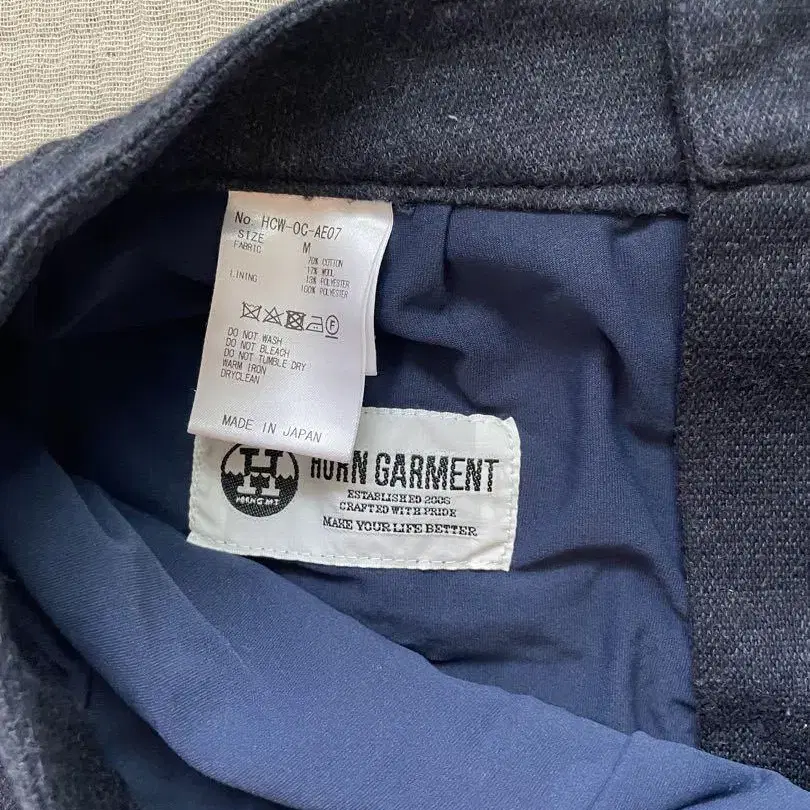 No. HCW-OC-AE07
SIZE M
FABRIC 70% COTTON
17% WOOL
13% POLYESTER
LINING 100% POLYESTER
F
DO NOT WASH
DO NOT BLEACH
DO NOT TUMBLE DRY
WARM IRON
DRYCLEAN
MADE IN JAPAN
H
HORN G.M.T
HORN GARMENT
ESTABLISHED 2006
CRAFTED WITH PRIDE
MAKE YOUR LIFE BETTER